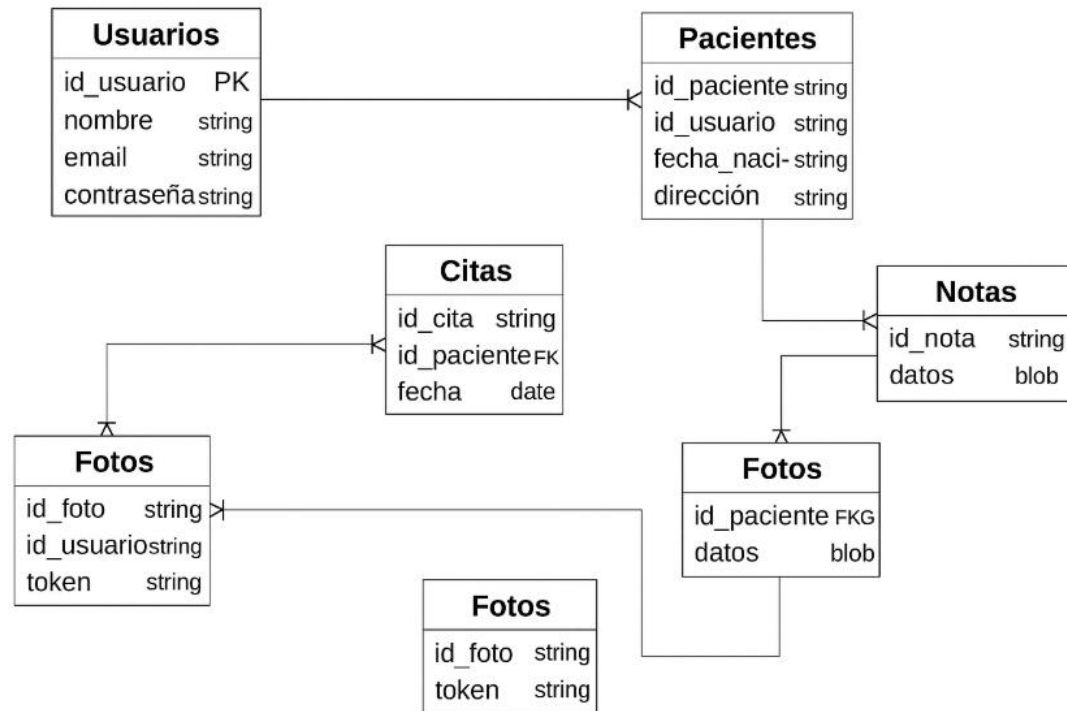 Usuarios
id_usuario PK
nombre string
email string
contraseña string
Pacientes
id_paciente string
id_usuario string
fecha_naci- string
dirección string
Citas
id_cita string
id_paciente FK
fecha date
Notas
id_nota string
datos blob
Fotos
id_foto string
id_usuario string
token string
Fotos
id_paciente FKG
datos blob
Fotos
id_foto string
token string